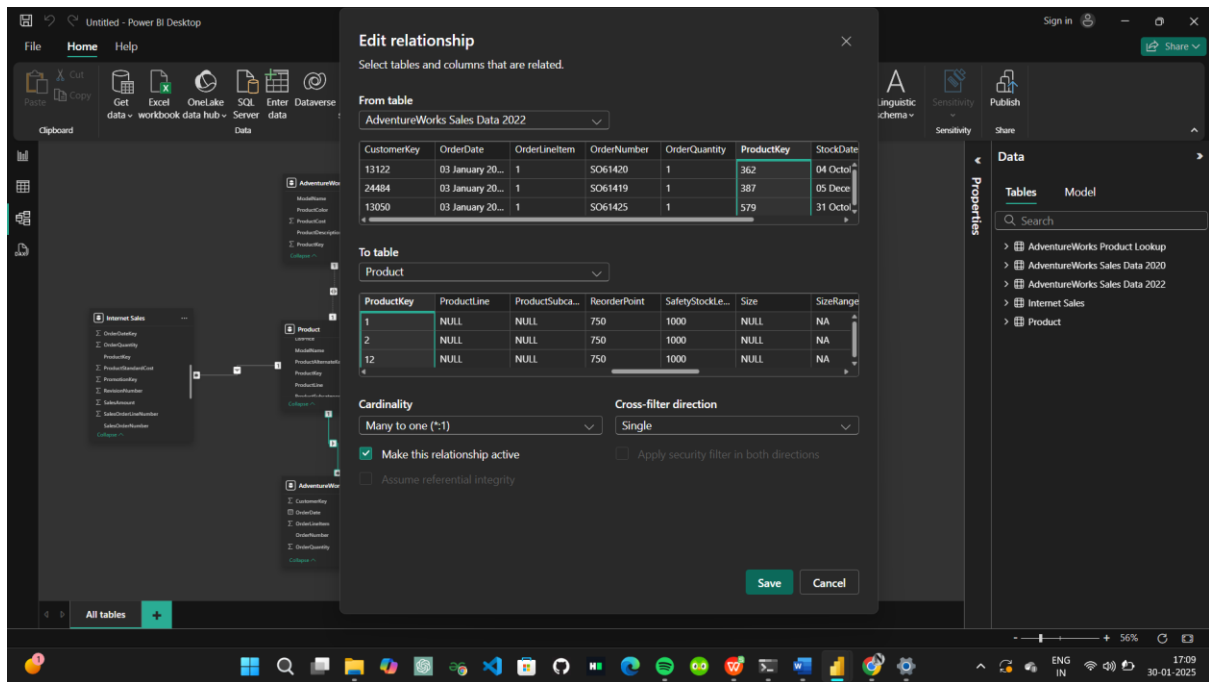 Untitled - Power BI Desktop
Sign in
File Home Help
Share
Paste
Cut
Copy
Get data
Excel workbook
OneLake data hub
SQL Server
Enter data
Dataverse
Linguistic schema
Sensitivity
Publish
Clipboard
Data
Sensitivity
Share
Edit relationship
Select tables and columns that are related.
From table
AdventureWorks Sales Data 2022
CustomerKey OrderDate OrderLineItem OrderNumber OrderQuantity ProductKey StockDate
13122 03 January 20... 1 SO61420 1 362 04 Octol
24484 03 January 20... 1 SO61419 1 387 05 Dece
13050 03 January 20... 1 SO61425 1 579 31 Octol
To table
Product
ProductKey ProductLine ProductSubca... ReorderPoint SafetyStockLe... Size SizeRange
1 NULL NULL 750 1000 NULL NA
2 NULL NULL 750 1000 NULL NA
12 NULL NULL 750 1000 NULL NA
Cardinality
Many to one (*:1)
Cross-filter direction
Single
Make this relationship active
Apply security filter in both directions
Assume referential integrity
Save Cancel
AdventureWo
ModelName
ProductColor
ProductCost
ProductDescriptio
ProductKey
Collapse
Internet Sales
OrderDateKey
OrderQuantity
ProductKey
ProductStandardCost
PromotionKey
RevisionNumber
SalesAmount
SalesOrderLineNumber
SalesOrderNumber
Collapse
Product
ModelName
ProductAlternateK
ProductKey
ProductLine
Collapse
AdventureWor
CustomerKey
OrderDate
OrderLineItem
OrderNumber
OrderQuantity
Collapse
Properties
Data
Tables Model
Search
AdventureWorks Product Lookup
AdventureWorks Sales Data 2020
AdventureWorks Sales Data 2022
Internet Sales
Product
All tables +
- + 56%
1
ENG
IN
17:09
30-01-2025